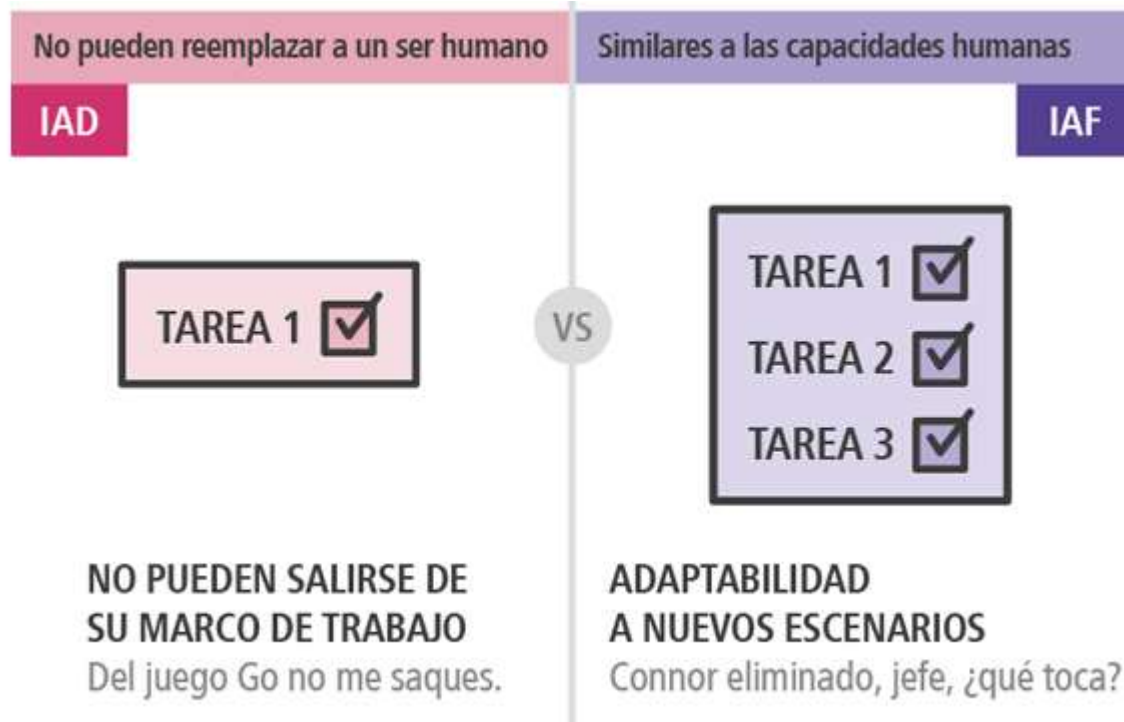 No pueden reemplazar a un ser humano
IAD
TAREA 1
NO PUEDEN SALIRSE DE
SU MARCO DE TRABAJO
Del juego Go no me saques.
VS
Similares a las capacidades humanas
IAF
TAREA 1
TAREA 2
TAREA 3
ADAPTABILIDAD
A NUEVOS ESCENARIOS
Connor eliminado, jefe, ¿qué toca?